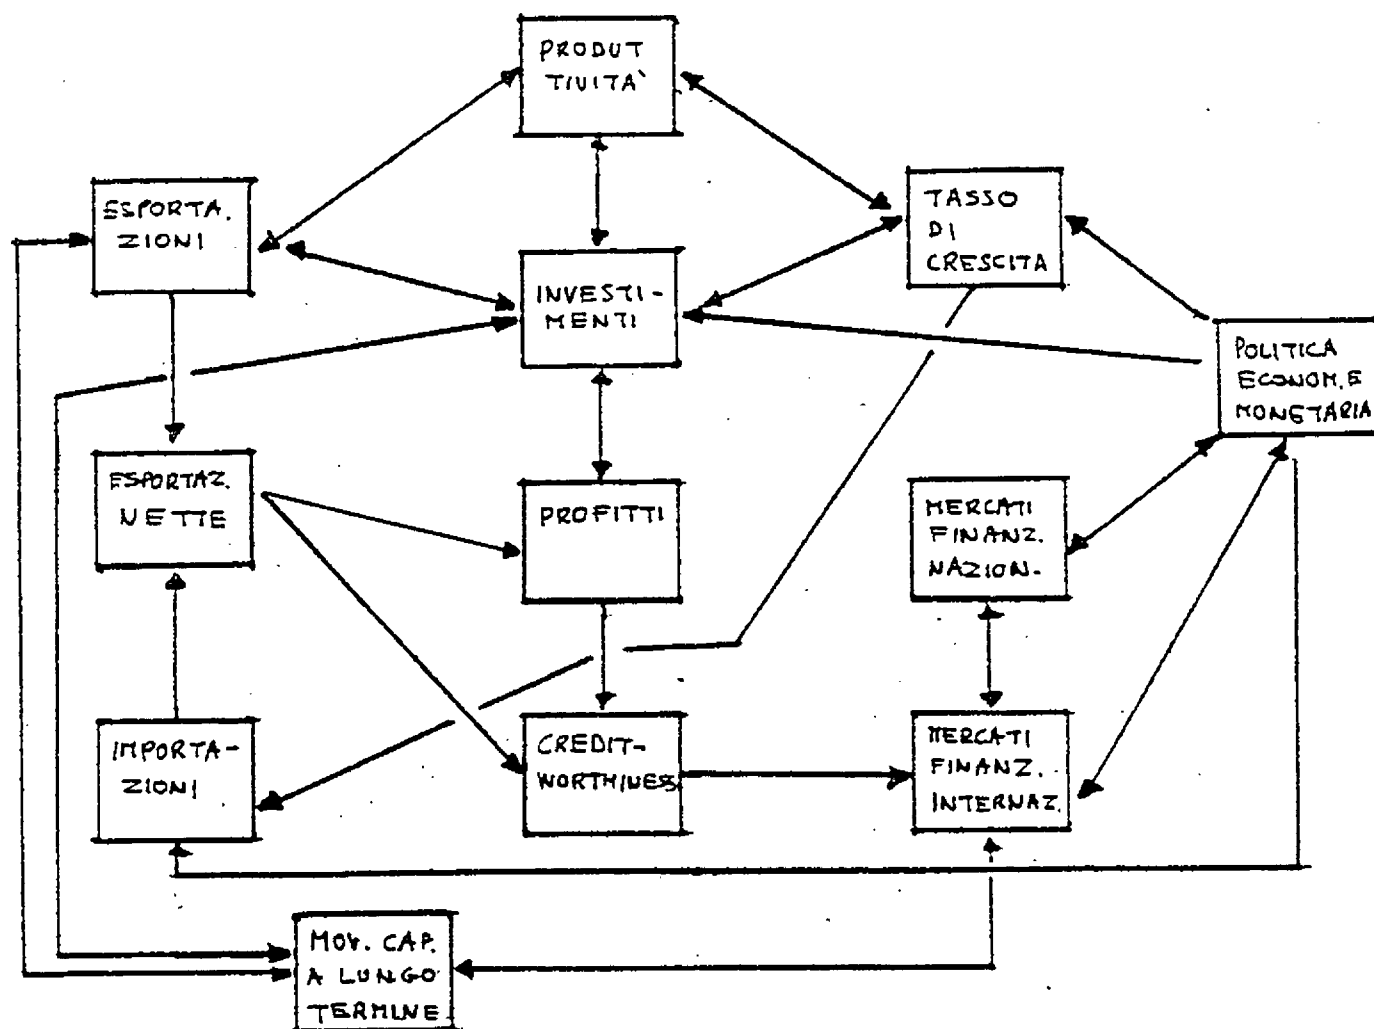 PRODUT
TIVITÀ
ESPORTA.
ZIONI
TASSO
DI
CRESCITA
INVESTI-
MENTI
POLITICA
ECONOM. E
MONETARIA
ESPORTAZ.
NETTE
PROFITTI
MERCATI
FINANZ.
NAZION.
IMPORTA-
ZIONI
CREDIT-
WORTHINESS
MERCATI
FINANZ.
INTERNAZ.
MOV. CAP.
A LUNGO
TERMINE